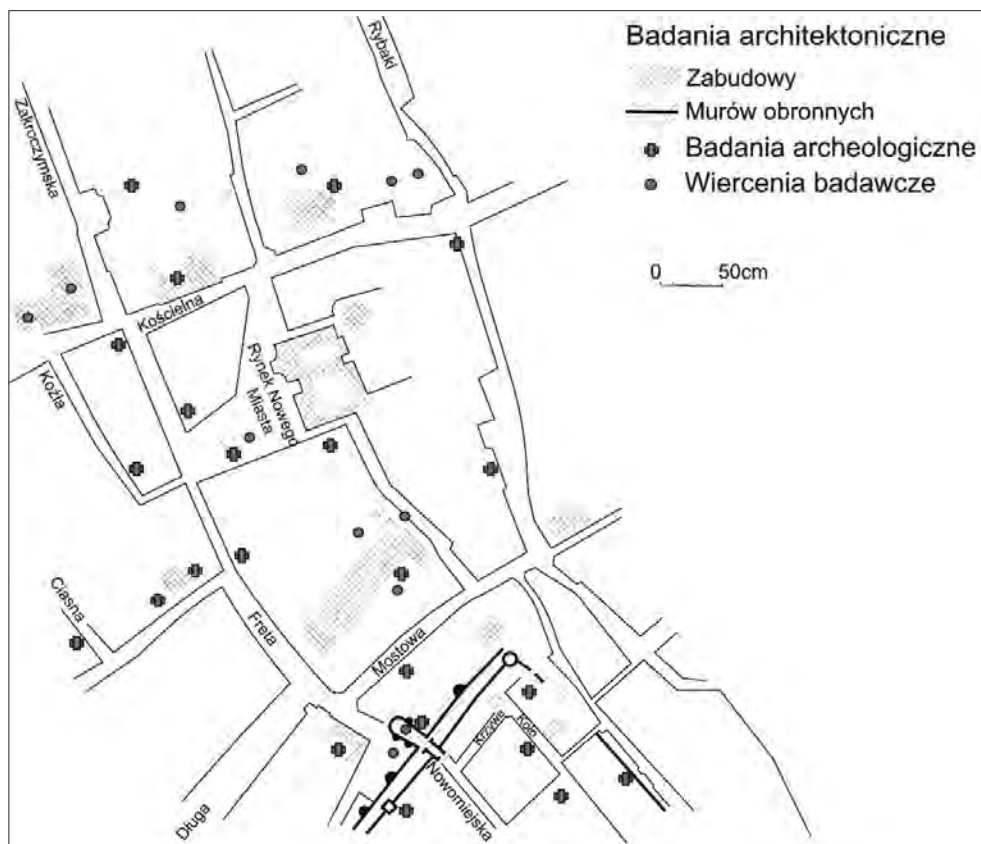 Badania architektoniczne
Zabudowy
Murów obronnych
Badania archeologiczne
Wiercenia badawcze
0 50cm
Rybaki
Zakroczymska
Kościelna
Koźla
Rynek Nowego
Miasta
Ciasna
Freta
Mostowa
Krzywe
Koło
Nowomiejska
Długa